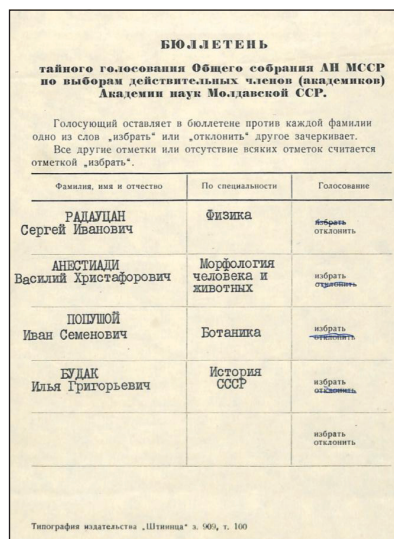 БЮЛЛЕТЕНЬ
тайного голосования Общего собрания АН МССР
по выборам действительных членов (академиков)
Академии наук Молдавской ССР.
Голосующий оставляет в бюллетене против каждой фамилии
одно из слов „избрать“ или „отклонить“ другое зачеркивает.
Все другие отметки или отсутствие всяких отметок считается
отметкой „избрать“.
Фамилия, имя и отчество По специальности Голосование
РАДАУЦАН Физика избрать
Сергей Иванович отклонить
АНЕСТИАДИ Морфология
Василий Христафорович человека и избрать
животных отклонить
ПОПУШОЙ избрать
Иван Семенович Ботаника отклонить
БУДАК История избрать
Илья Григорьевич СССР отклонить
избрать
отклонить
Типография издательства „Штиинца“ з. 909, т. 100